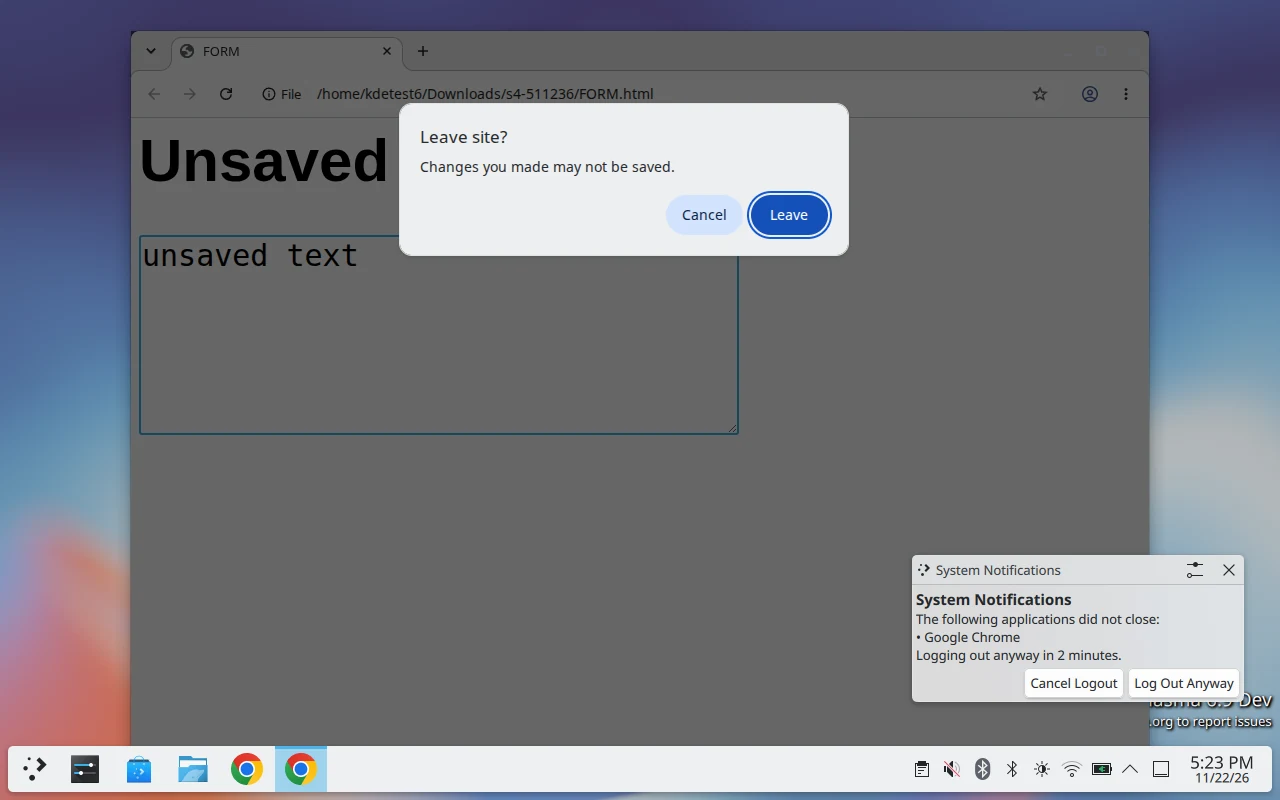 FORM
File /home/kdetest6/Downloads/s4-511236/FORM.html
Unsaved
Leave site?
Changes you made may not be saved.
Cancel Leave
unsaved text
System Notifications
System Notifications
The following applications did not close:
• Google Chrome
Logging out anyway in 2 minutes.
Cancel Logout Log Out Anyway
Dev
.org to report issues
5:23 PM
11/22/26